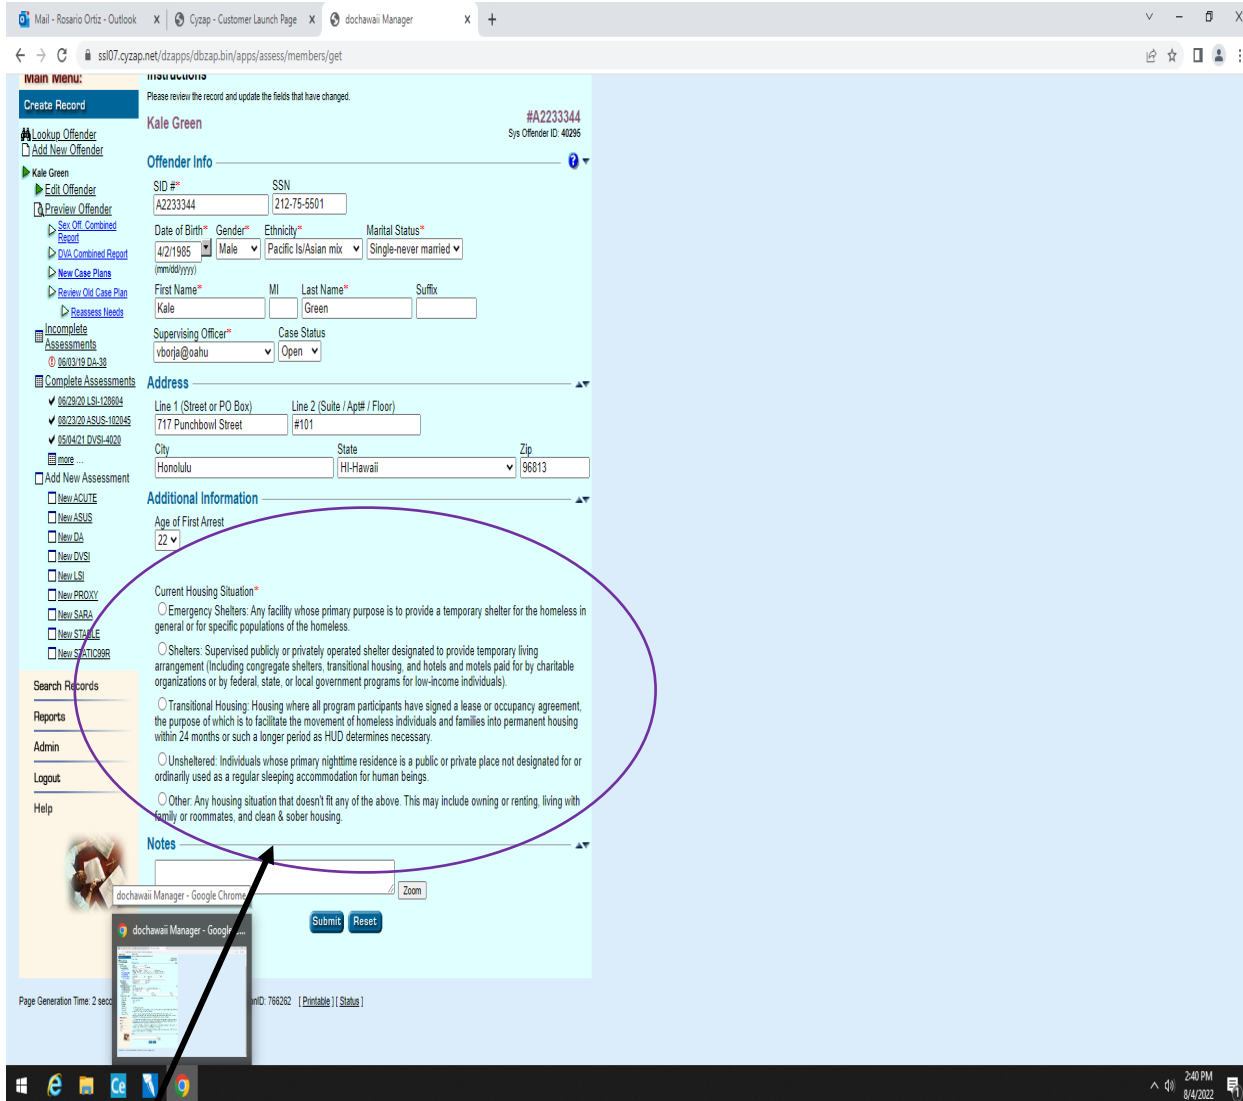 Mail - Rosario Ortiz - Outlook
Cyzap - Customer Launch Page
dochawaii Manager
ssl07.cyzap.net/dzapps/dbzap.bin/apps/assess/members/get
Main Menu:
Create Record
Lookup Offender
Add New Offender
Kale Green
Edit Offender
Preview Offender
Sex Off. Combined
Report
DVA Combined Report
New Case Plans
Review Old Case Plan
Reassess Needs
Incomplete
Assessments
06/03/19 DA-38
Complete Assessments
06/29/20 LSI-128604
08/23/20 ASUS-102045
05/04/21 DVSI-4020
more ...
Add New Assessment
New ACUTE
New ASUS
New DA
New DVSI
New LSI
New PROXY
New SARA
New STABLE
New STATIC99R
Search Records
Reports
Admin
Logout
Help
Instructions
Please review the record and update the fields that have changed.
Kale Green
#A2233344
Sys Offender ID: 40295
Offender Info
SID #* SSN
A2233344 212-75-5501
Date of Birth* Gender* Ethnicity* Marital Status*
4/2/1985 Male Pacific Is/Asian mix Single-never married
(mm/dd/yyyy)
First Name* MI Last Name* Suffix
Kale Green
Supervising Officer* Case Status
vborja@oahu Open
Address
Line 1 (Street or PO Box) Line 2 (Suite / Apt# / Floor)
717 Punchbowl Street #101
City State Zip
Honolulu HI-Hawaii 96813
Additional Information
Age of First Arrest
22
Current Housing Situation*
Emergency Shelters: Any facility whose primary purpose is to provide a temporary shelter for the homeless in
general or for specific populations of the homeless.
Shelters: Supervised publicly or privately operated shelter designated to provide temporary living
arrangement (Including congregate shelters, transitional housing, and hotels and motels paid for by charitable
organizations or by federal, state, or local government programs for low-income individuals).
Transitional Housing: Housing where all program participants have signed a lease or occupancy agreement,
the purpose of which is to facilitate the movement of homeless individuals and families into permanent housing
within 24 months or such a longer period as HUD determines necessary.
Unsheltered: Individuals whose primary nighttime residence is a public or private place not designated for or
ordinarily used as a regular sleeping accommodation for human beings.
Other: Any housing situation that doesn't fit any of the above. This may include owning or renting, living with
family or roommates, and clean & sober housing.
Notes
Zoom
Submit Reset
dochawaii Manager - Google Chrome
dochawaii Manager - Google C...
Page Generation Time: 2 seco onID: 766262 [ Printable ] [ Status ]
2:40 PM
8/4/2022